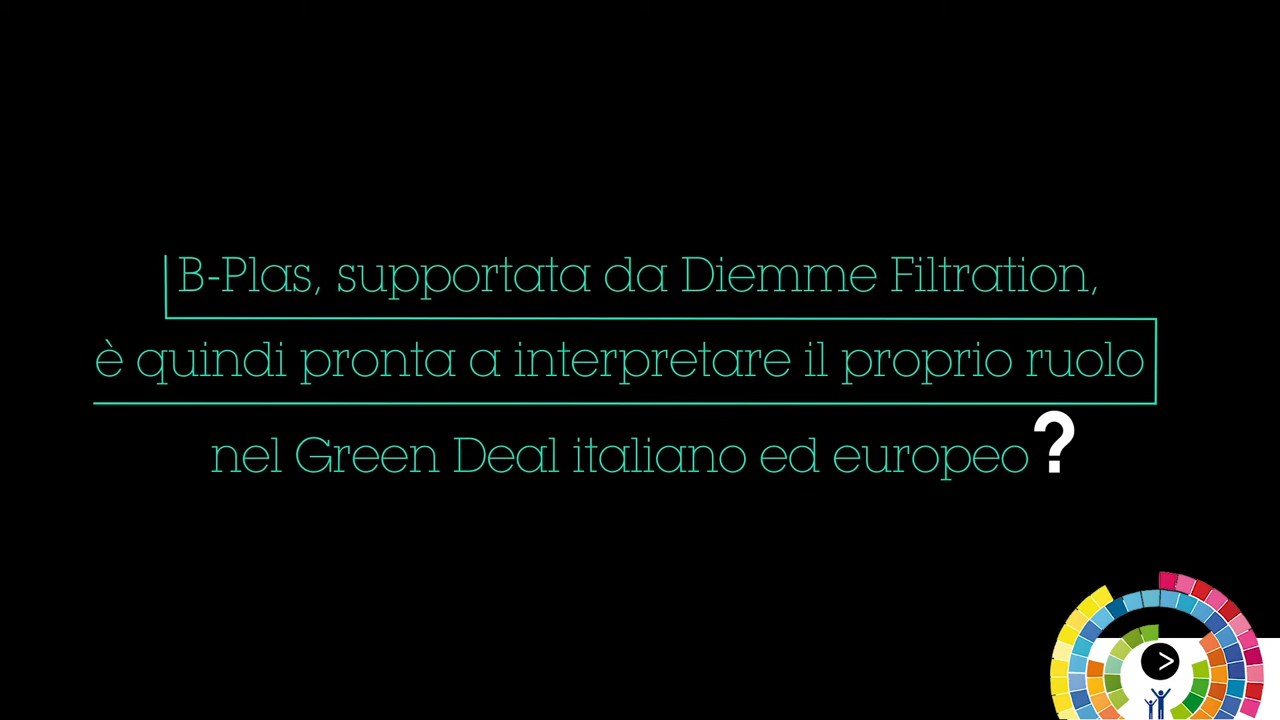 B-Plas, supportata da Diemme Filtration,
è quindi pronta a interpretare il proprio ruolo
nel Green Deal italiano ed europeo?